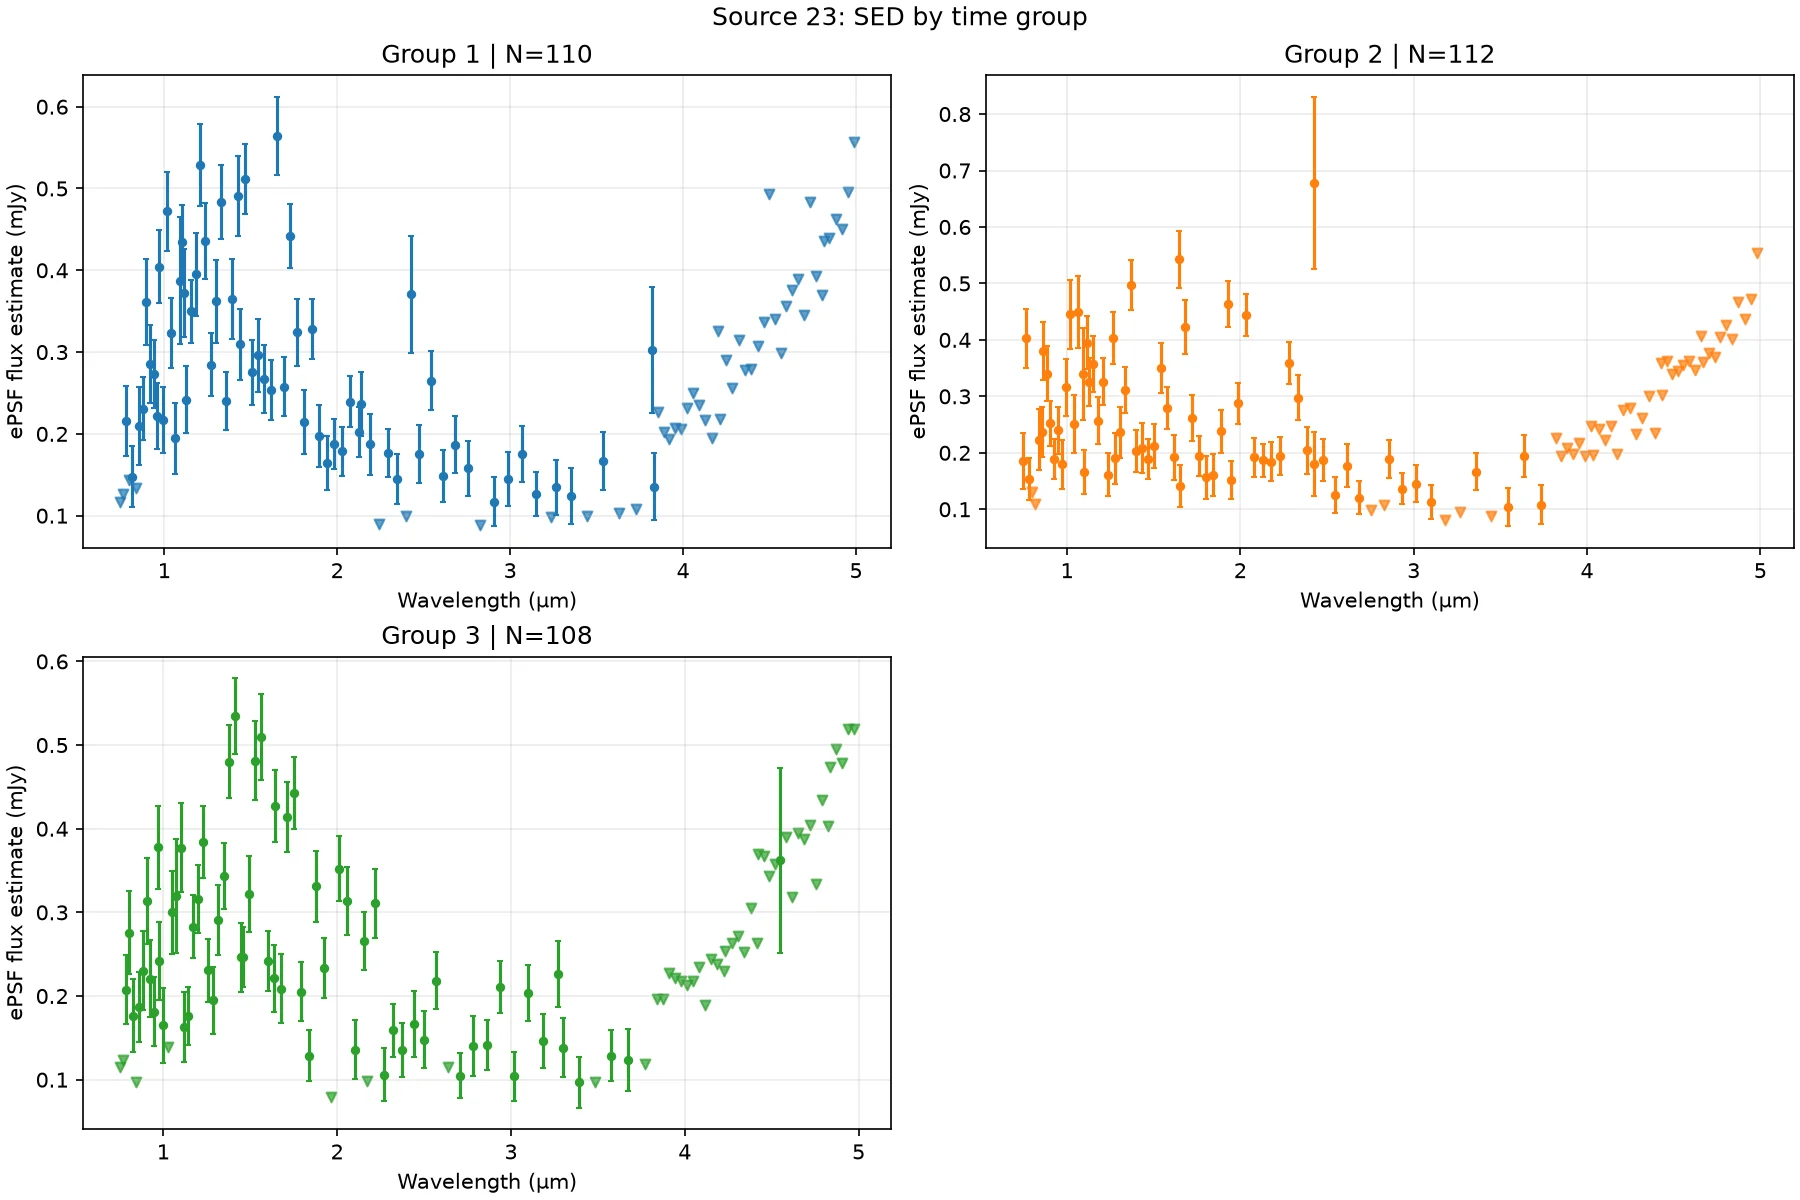 Source 23: SED by time group
Group 1 | N=110
0.6
0.5
0.4
0.3
0.2
0.1
ePSF flux estimate (mJy)
1 2 3 4 5
Wavelength (μm)
Group 2 | N=112
0.8
0.7
0.6
0.5
0.4
0.3
0.2
0.1
ePSF flux estimate (mJy)
1 2 3 4 5
Wavelength (μm)
Group 3 | N=108
0.6
0.5
0.4
0.3
0.2
0.1
ePSF flux estimate (mJy)
1 2 3 4 5
Wavelength (μm)